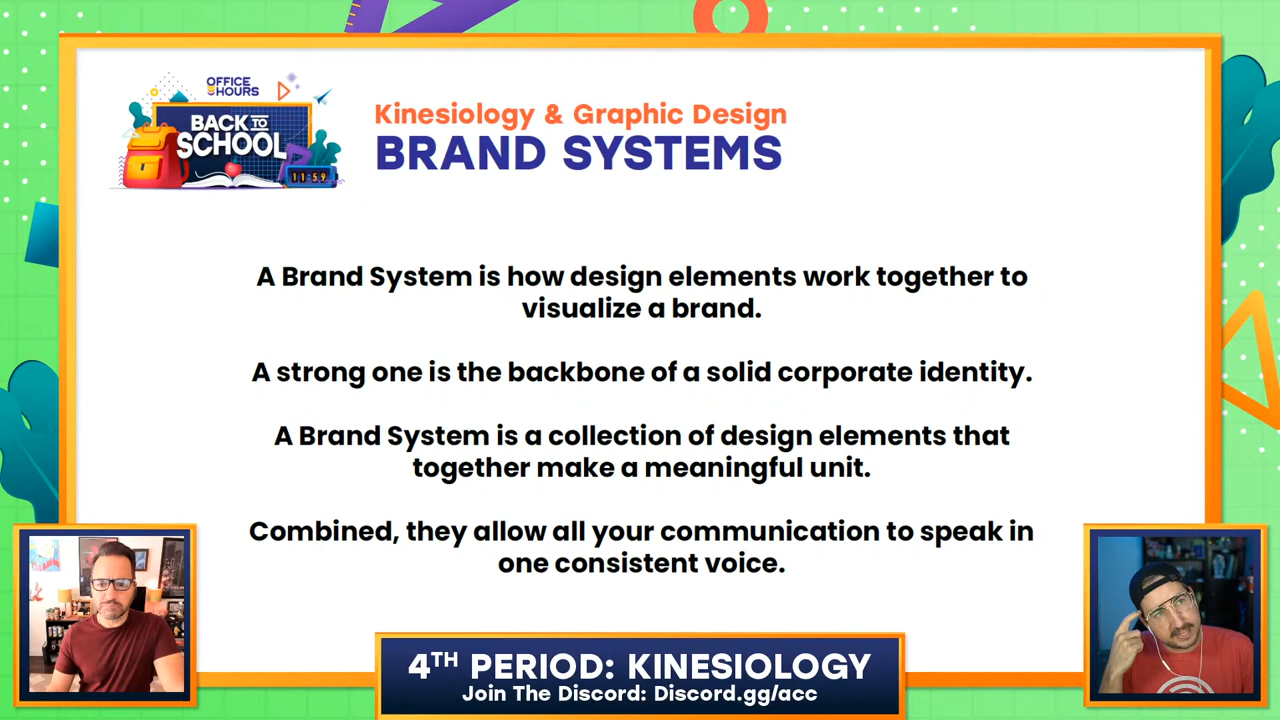 OFFICE
HOURS
BACK TO
SCHOOL
11:59
Kinesiology & Graphic Design
BRAND SYSTEMS
A Brand System is how design elements work together to
visualize a brand.
A strong one is the backbone of a solid corporate identity.
A Brand System is a collection of design elements that
together make a meaningful unit.
Combined, they allow all your communication to speak in
one consistent voice.
4TH PERIOD: KINESIOLOGY
Join The Discord: Discord.gg/acc